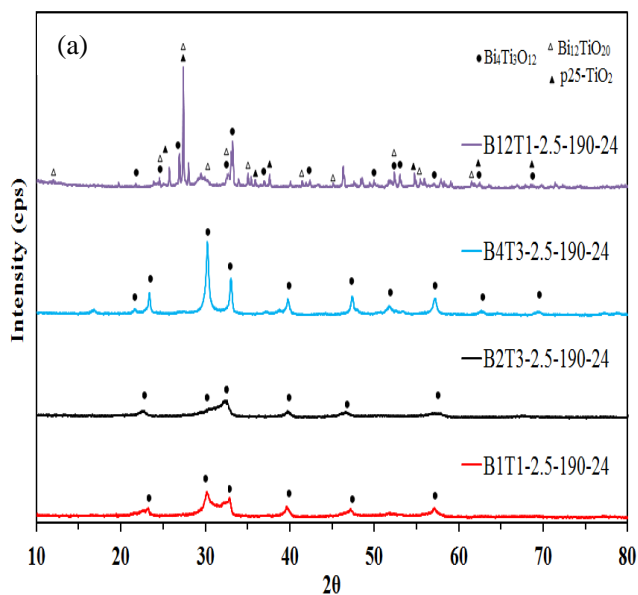 (a)
● Bi₄Ti₃O₁₂
△ Bi₁₂TiO₂₀
▲ p25-TiO₂
B12T1-2.5-190-24
B4T3-2.5-190-24
B2T3-2.5-190-24
B1T1-2.5-190-24
Intensity (cps)
10 20 30 40 50 60 70 80
2θ